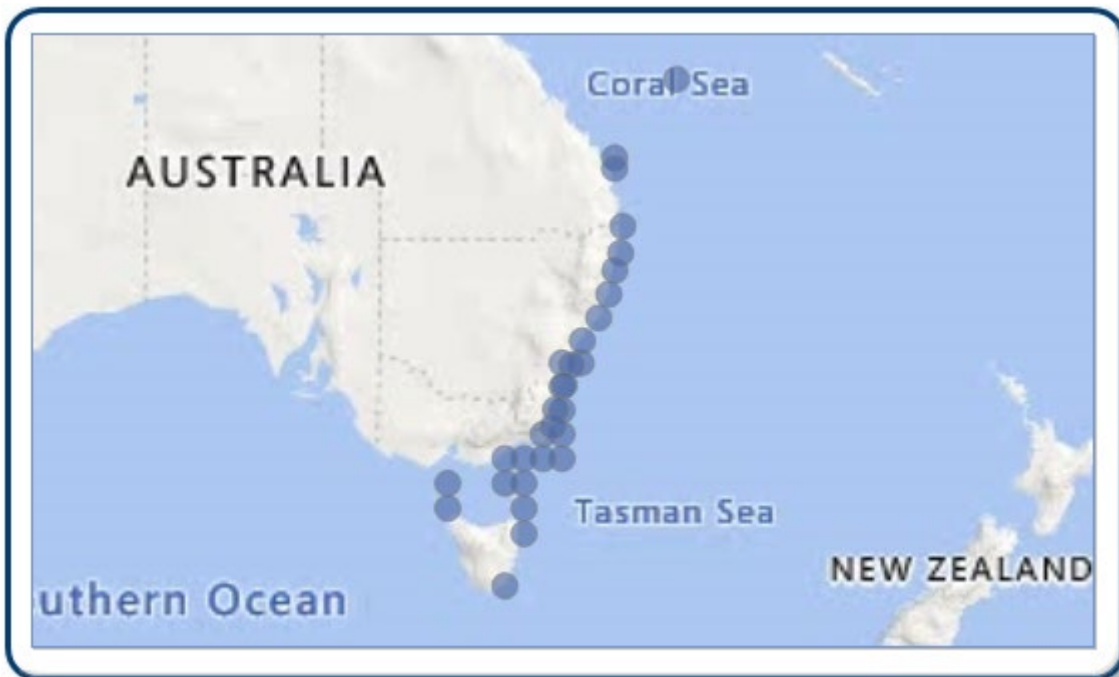 Coral Sea
AUSTRALIA
Tasman Sea
NEW ZEALAND
uthern Ocean